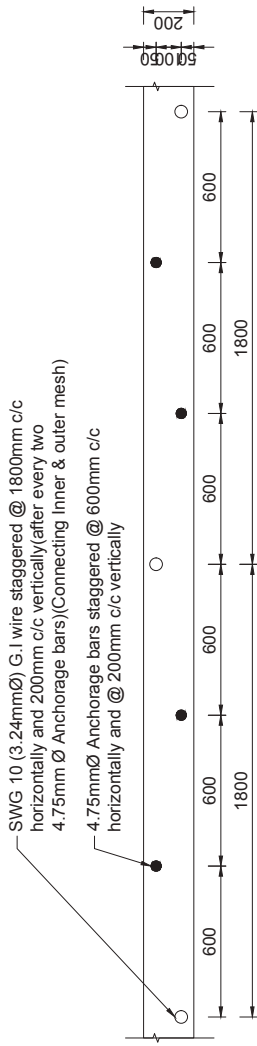 SWG 10 (3.24mmØ) G.I wire staggered @ 1800mm c/c
horizontally and 200mm c/c vertically(after every two
4.75mm Ø Anchorage bars)(Connecting Inner & outer mesh)
4.75mmØ Anchorage bars staggered @ 600mm c/c
horizontally and @ 200mm c/c vertically
50
100
50
200
600
600
600
600
600
600
1800
1800